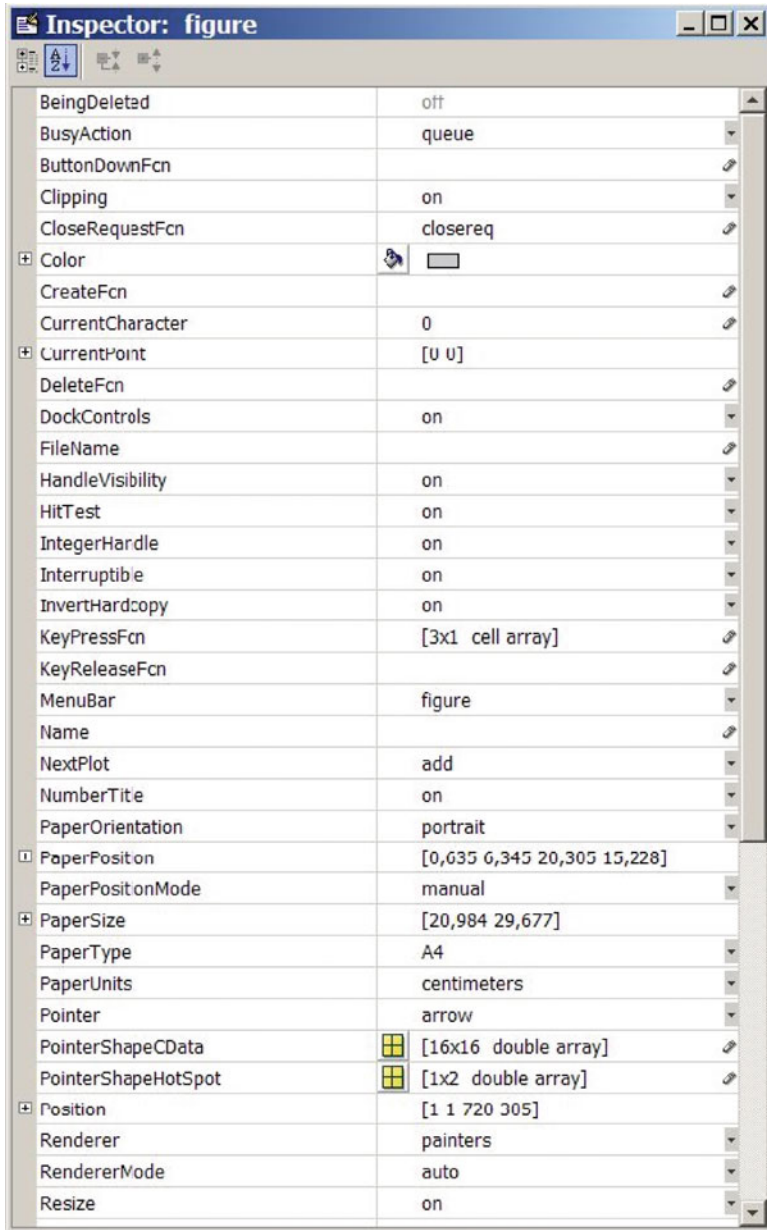 Inspector: figure
BeingDeleted off
BusyAction queue
ButtonDownFcn
Clipping on
CloseRequestFcn closereq
Color
CreateFcn
CurrentCharacter 0
CurrentPoint [0 0]
DeleteFcn
DockControls on
FileName
HandleVisibility on
HitTest on
IntegerHandle on
Interruptible on
InvertHardcopy on
KeyPressFcn [3x1 cell array]
KeyReleaseFcn
MenuBar figure
Name
NextPlot add
NumberTitle on
PaperOrientation portrait
PaperPosition [0,635 6,345 20,305 15,228]
PaperPositionMode manual
PaperSize [20,984 29,677]
PaperType A4
PaperUnits centimeters
Pointer arrow
PointerShapeCData [16x16 double array]
PointerShapeHotSpot [1x2 double array]
Position [1 1 720 305]
Renderer painters
RendererMode auto
Resize on